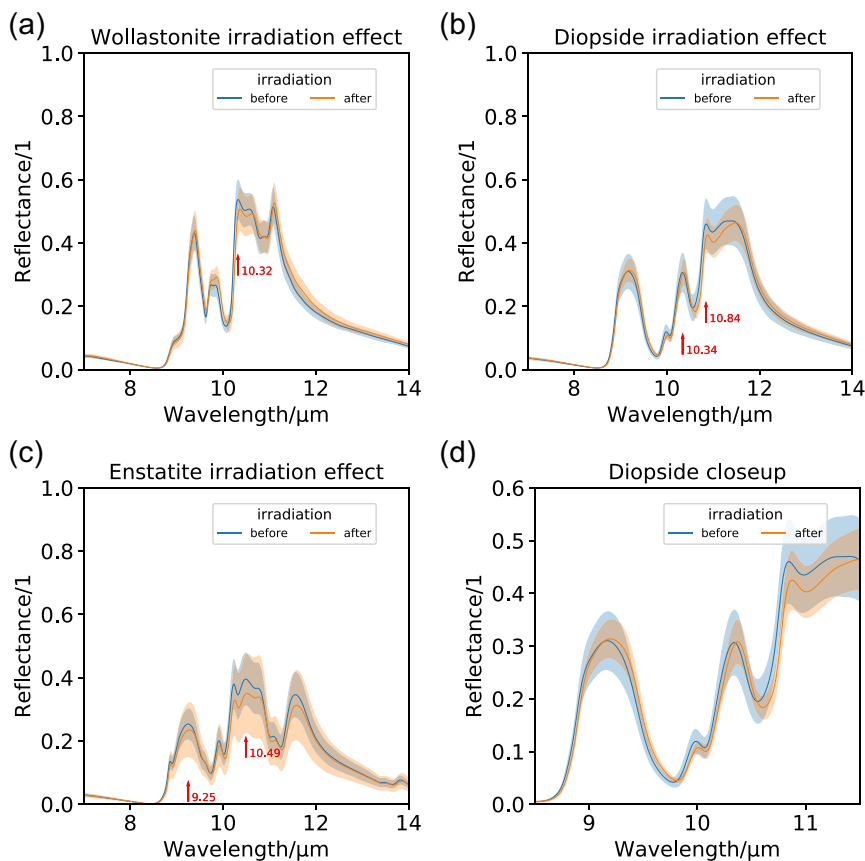 (a)
Wollastonite irradiation effect
irradiation
before after
1.0
0.8
0.6
0.4
0.2
0.0
Reflectance/1
10.32
8 10 12 14
Wavelength/μm
(b)
Diopside irradiation effect
irradiation
before after
1.0
0.8
0.6
0.4
0.2
0.0
Reflectance/1
10.84
10.34
8 10 12 14
Wavelength/μm
(c)
Enstatite irradiation effect
irradiation
before after
1.0
0.8
0.6
0.4
0.2
0.0
Reflectance/1
10.49
9.25
8 10 12 14
Wavelength/μm
(d)
Diopside closeup
irradiation
before after
0.6
0.5
0.4
0.3
0.2
0.1
0.0
Reflectance/1
9 10 11
Wavelength/μm